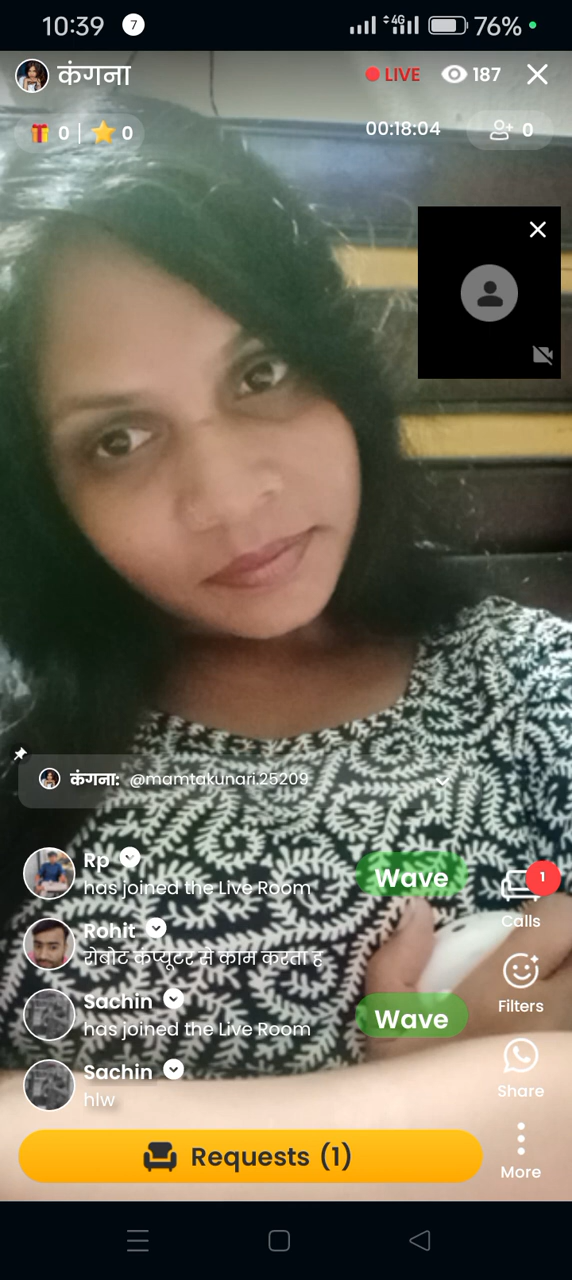 10:39 7 4G 76%
कंगना LIVE 187
0 | 0 00:18:04 0
कंगना: @mamtakunari.25209
Rp
has joined the Live Room
Wave
1
Calls
Rohit
रोबोट कंप्यूटर से काम करता ह
Filters
Sachin
has joined the Live Room
Wave
Share
Sachin
hlw
Requests (1)
More